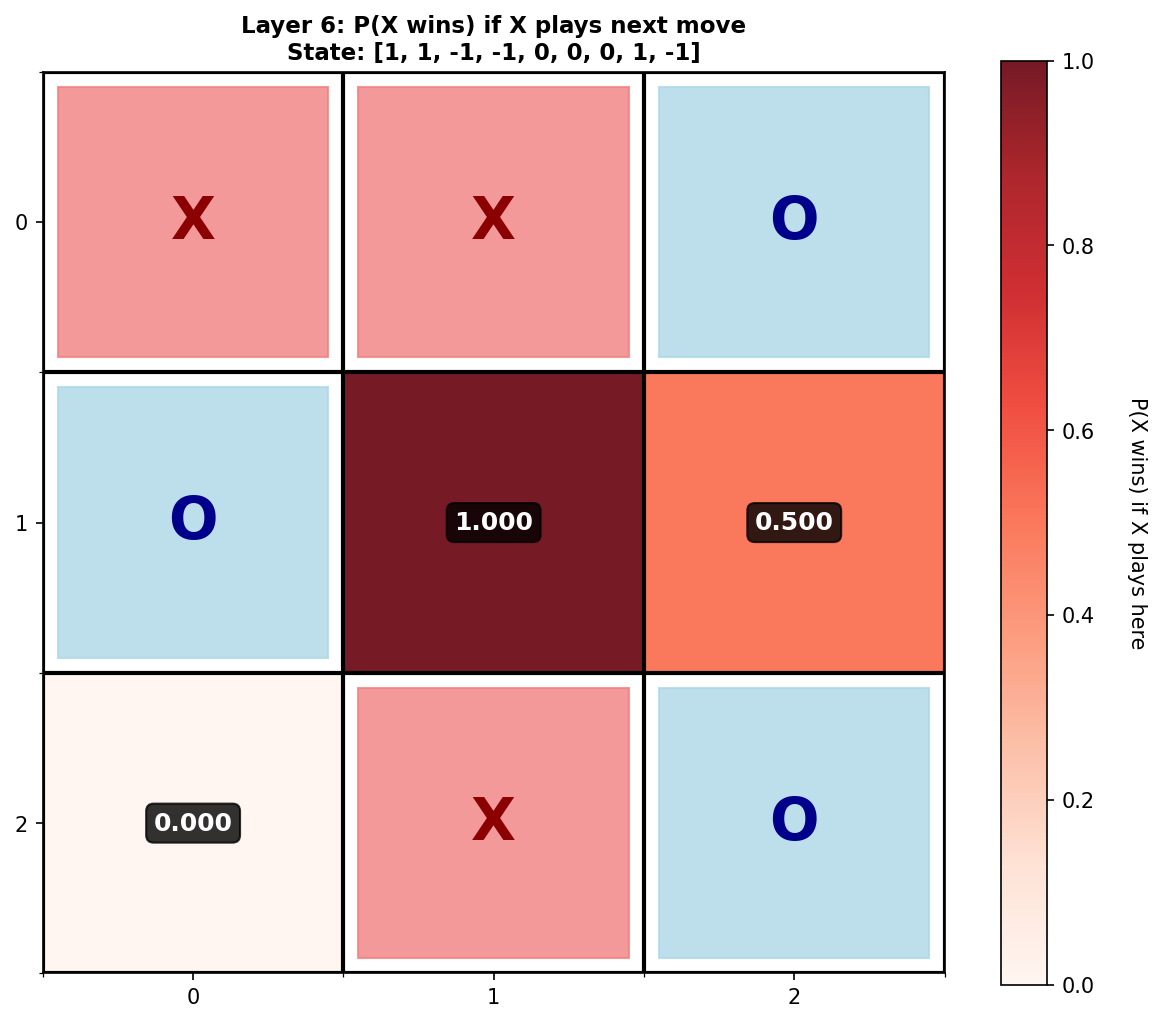 Layer 6: P(X wins) if X plays next move
State: [1, 1, -1, -1, 0, 0, 0, 1, -1]
0
X
X
O
1
O
1.000
0.500
2
0.000
X
O
0
1
2
1.0
0.8
0.6
0.4
0.2
0.0
P(X wins) if X plays here